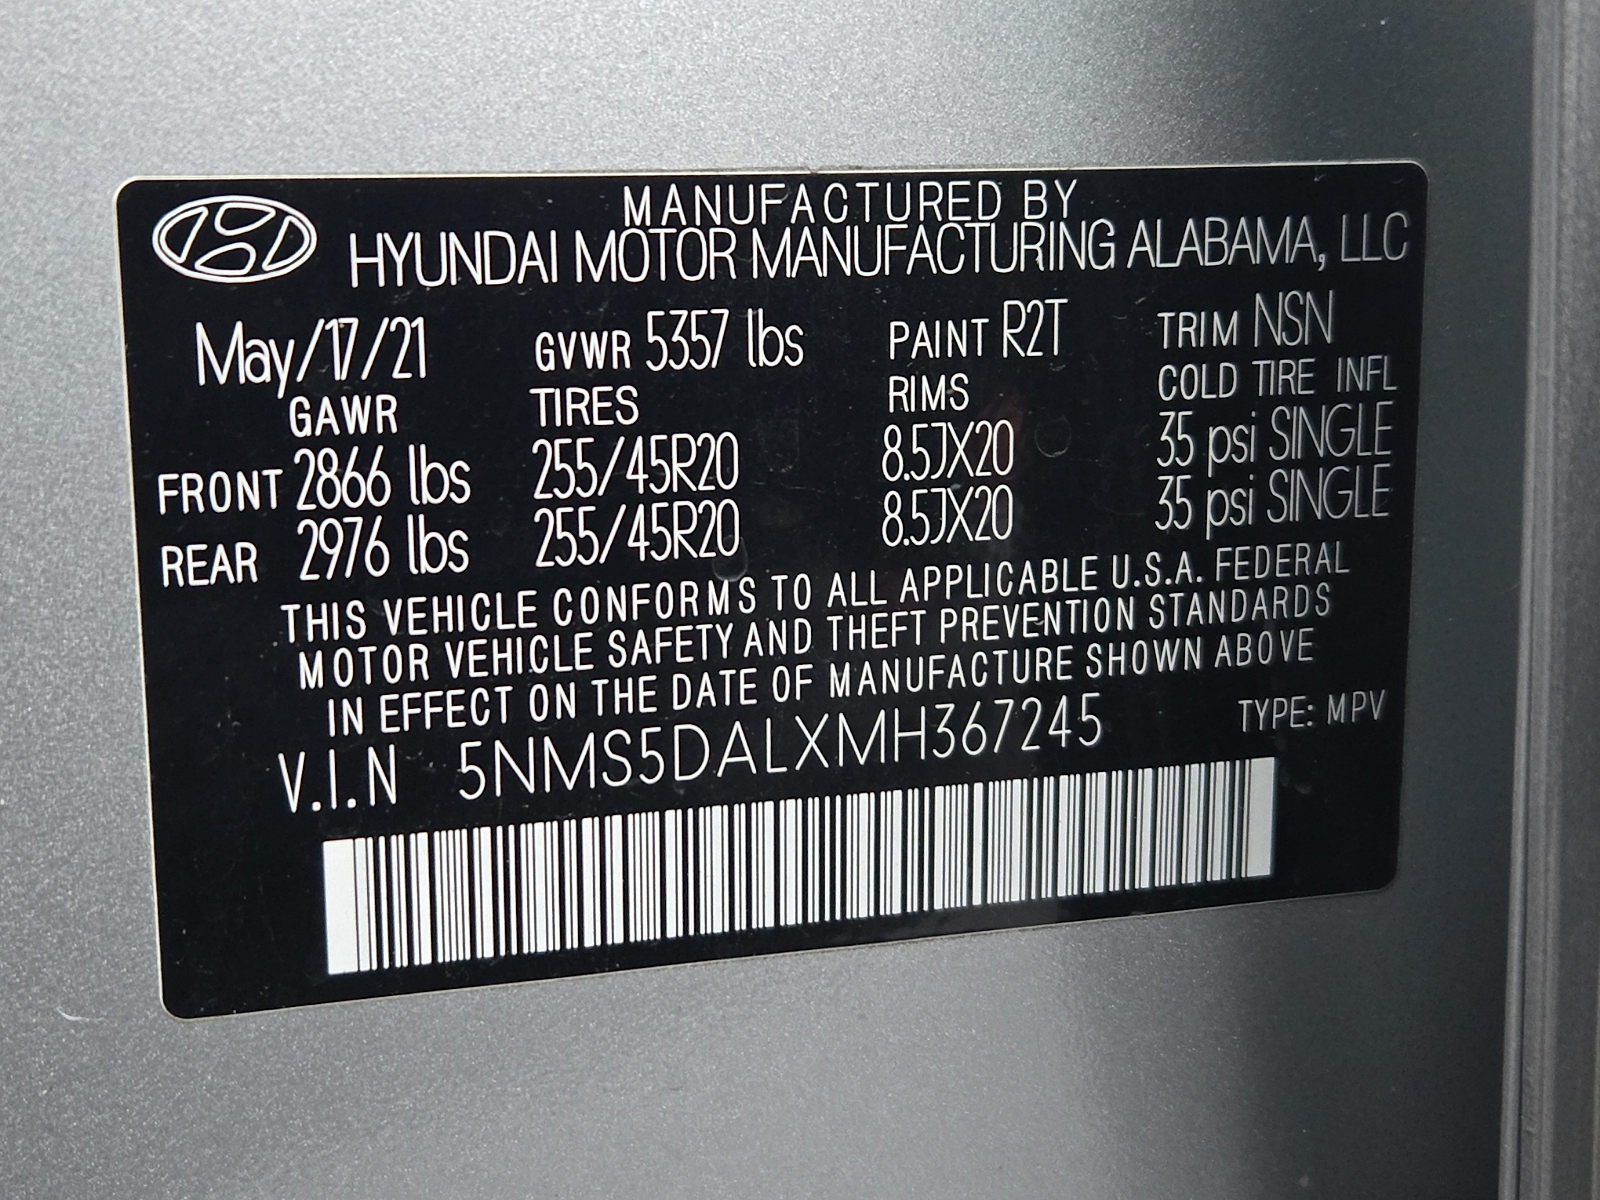 MANUFACTURED BY
HYUNDAI MOTOR MANUFACTURING ALABAMA, LLC
May/17/21 GVWR 5357 lbs PAINT R2T TRIM NSN
GAWR TIRES RIMS COLD TIRE INFL
FRONT 2866 lbs 255/45R20 8.5JX20 35 psi SINGLE
REAR 2976 lbs 255/45R20 8.5JX20 35 psi SINGLE
THIS VEHICLE CONFORMS TO ALL APPLICABLE U.S.A. FEDERAL
MOTOR VEHICLE SAFETY AND THEFT PREVENTION STANDARDS
IN EFFECT ON THE DATE OF MANUFACTURE SHOWN ABOVE
V.I.N 5NMS5DALXMH367245 TYPE: MPV